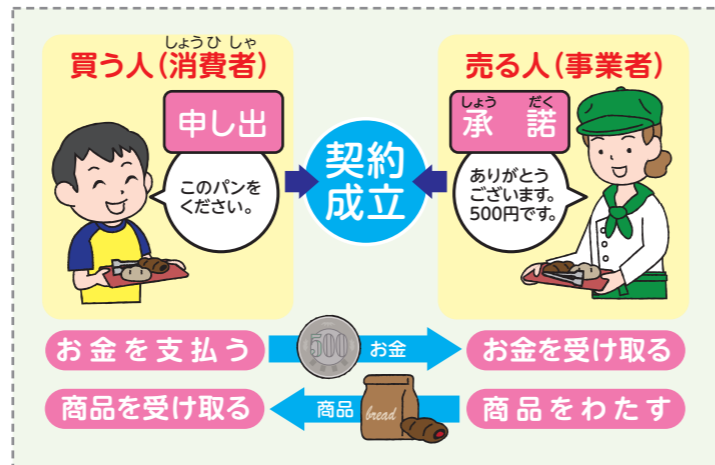 買う人(消費者)
しょうひしゃ
申し出
このパンを
ください。
契約
成立
売る人(事業者)
承諾
しょうだく
ありがとう
ございます。
500円です。
お金を支払う
500
お金
お金を受け取る
商品を受け取る
商品
bread
商品をわたす